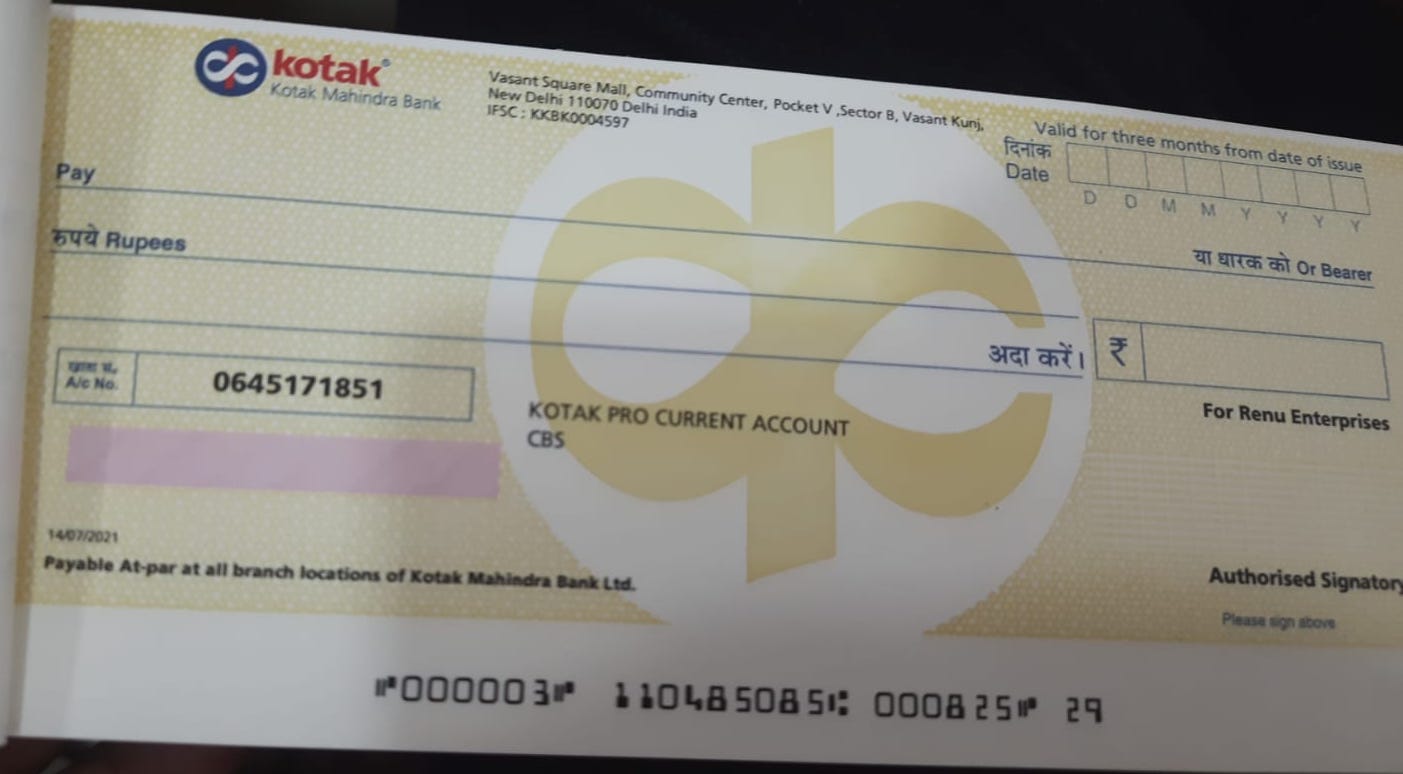 kotak
Kotak Mahindra Bank
Vasant Square Mall, Community Center, Pocket V ,Sector B, Vasant Kunj,
New Delhi 110070 Delhi India
IFSC : KKBK0004597
Valid for three months from date of issue
दिनांक
Date
D D M M Y Y Y Y
Pay
या धारक को Or Bearer
रुपये Rupees
अदा करें।
₹
खाता सं.
A/c No.
0645171851
KOTAK PRO CURRENT ACCOUNT
CBS
For Renu Enterprises
14/07/2021
Payable At-par at all branch locations of Kotak Mahindra Bank Ltd.
Authorised Signatory
Please sign above
⑈000003⑈ 110485085⑆ 000825⑈ 29